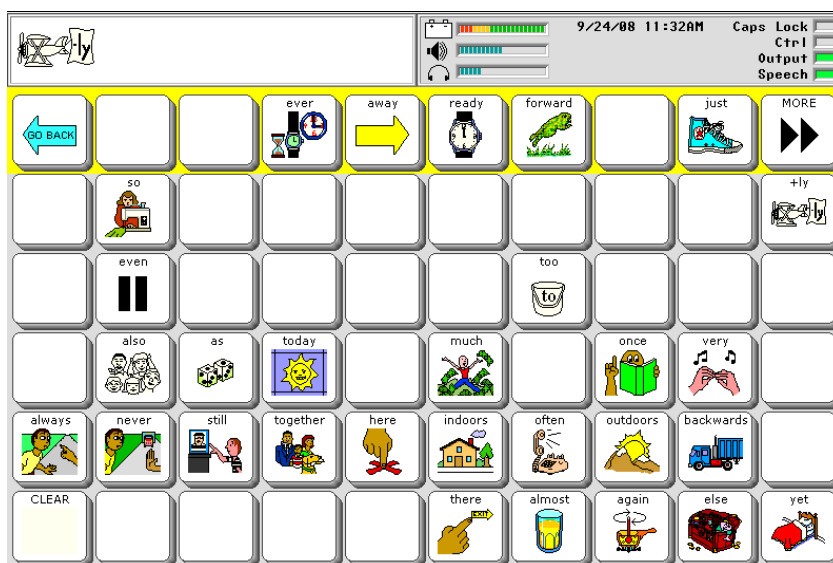 -ly
9/24/08 11:32AM
Caps Lock
Ctrl
Output
Speech
GO BACK
ever away ready forward just MORE
so +ly
ly
even too
to
also as today much once very
always never still together here indoors often outdoors backwards
CLEAR there almost again else yet
EXIT